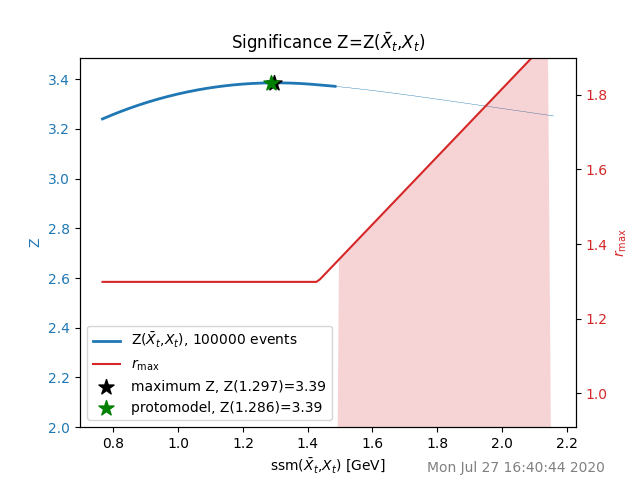 Significance Z=Z(X̄ₜ,Xₜ)
3.4
3.2
3.0
2.8
2.6
2.4
2.2
2.0
Z
1.8
1.6
1.4
1.2
1.0
r_max
Z(X̄ₜ,Xₜ), 100000 events
r_max
maximum Z, Z(1.297)=3.39
protomodel, Z(1.286)=3.39
0.8 1.0 1.2 1.4 1.6 1.8 2.0 2.2
ssm(X̄ₜ,Xₜ) [GeV]
Mon Jul 27 16:40:44 2020